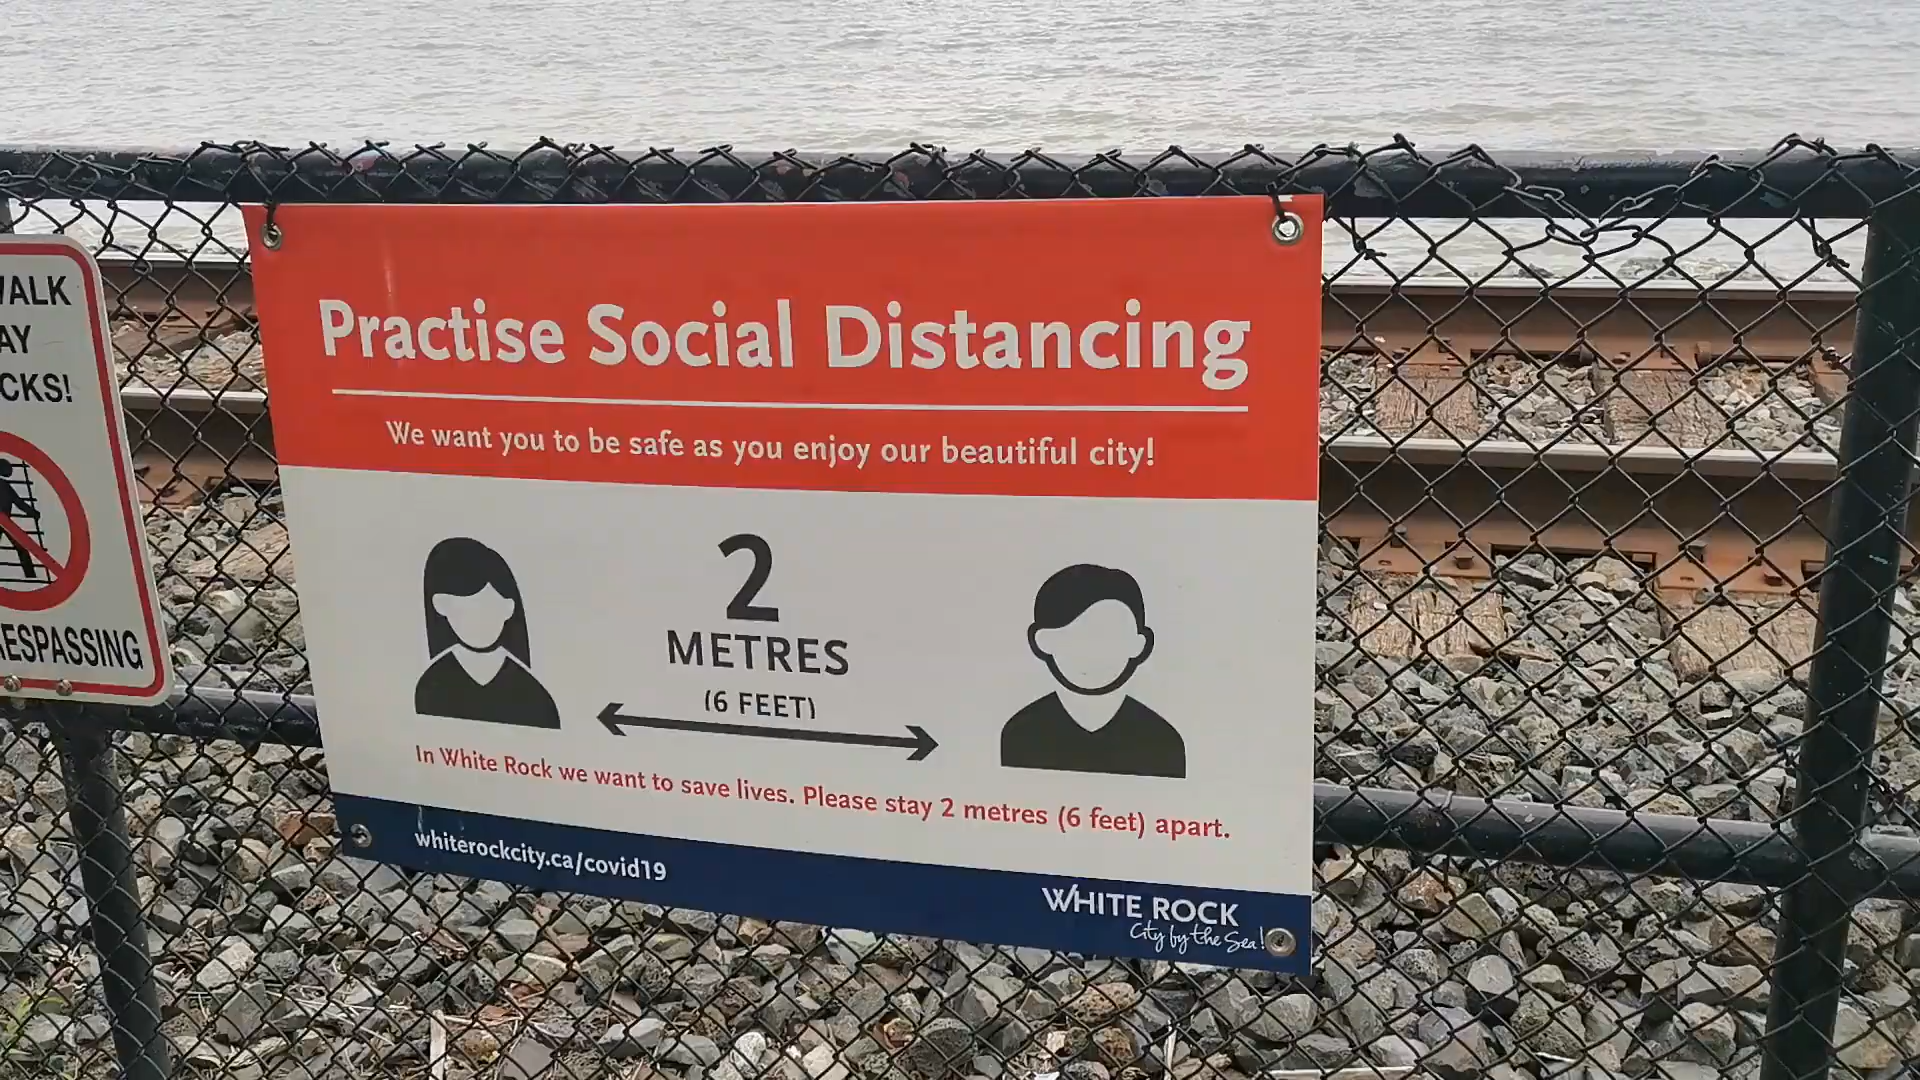 Practise Social Distancing
We want you to be safe as you enjoy our beautiful city!
2
METRES
(6 FEET)
In White Rock we want to save lives. Please stay 2 metres (6 feet) apart.
whiterockcity.ca/covid19
WHITE ROCK
City by the Sea!